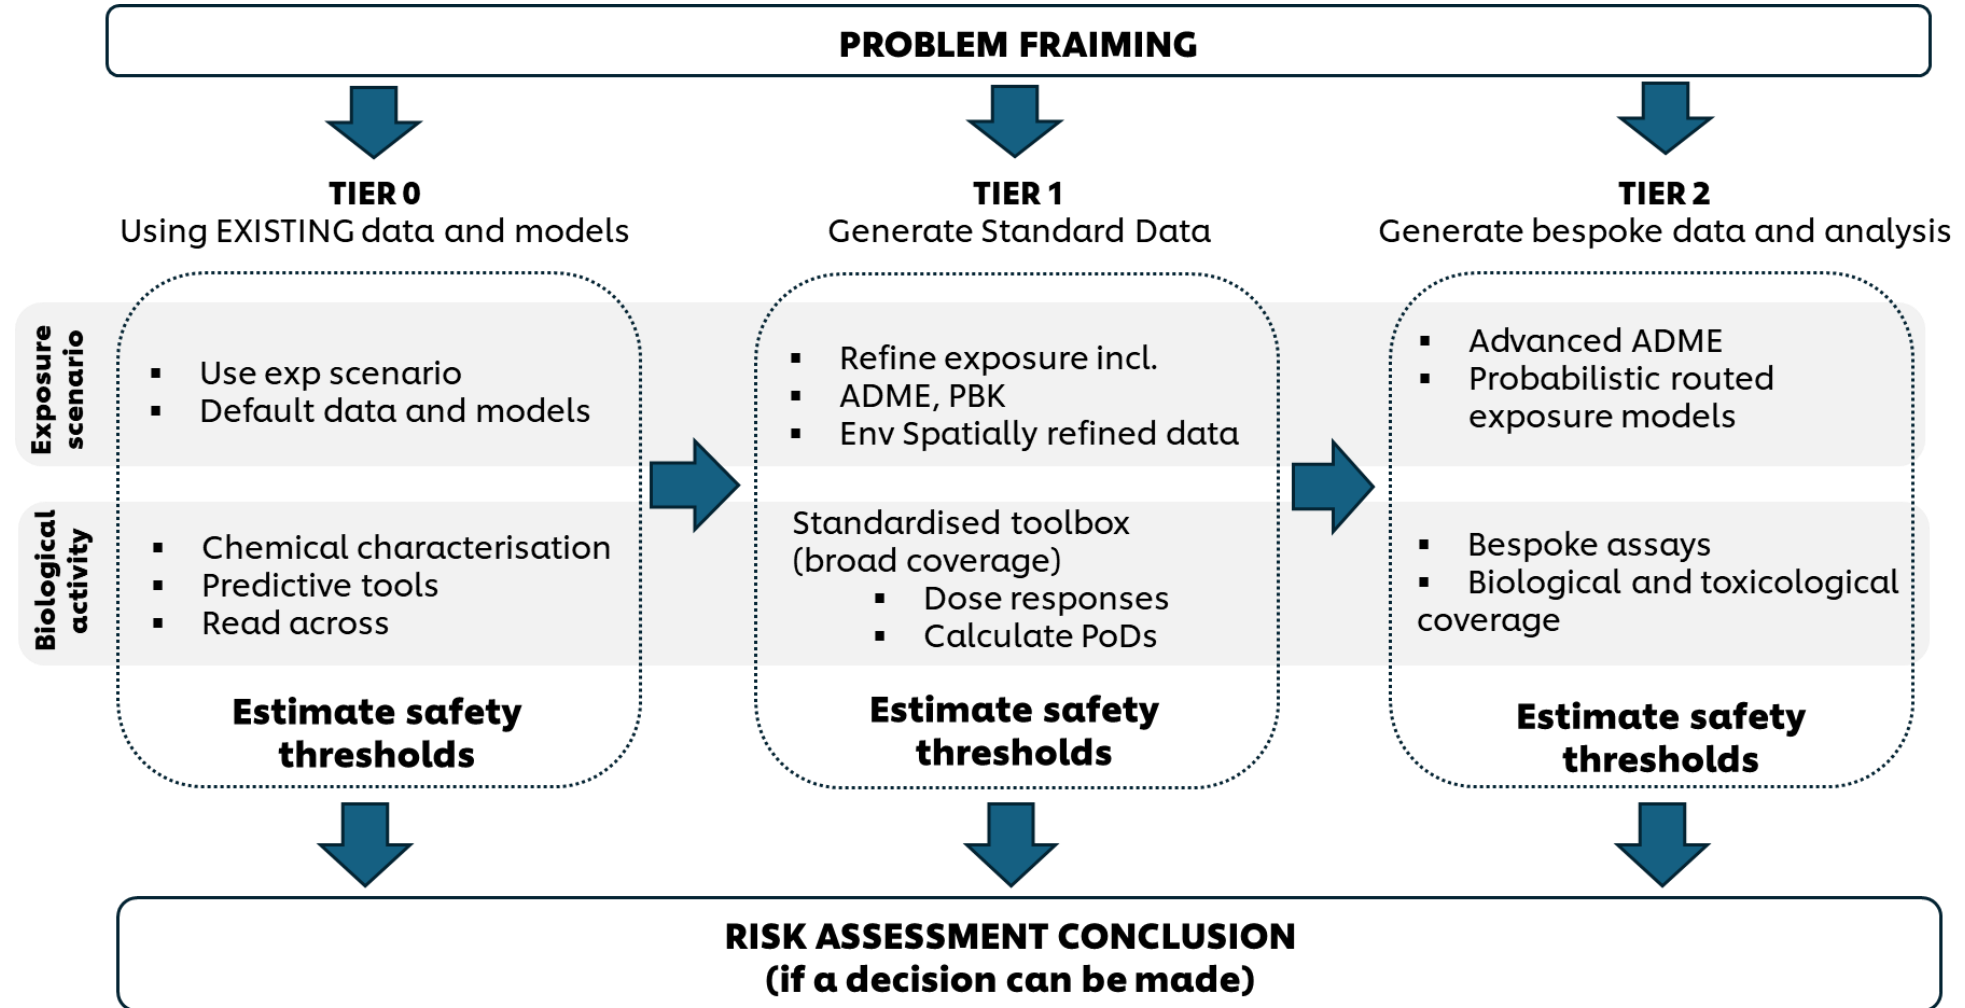 PROBLEM FRAIMING
TIER 0
Using EXISTING data and models
TIER 1
Generate Standard Data
TIER 2
Generate bespoke data and analysis
Exposure
scenario
▪ Use exp scenario
▪ Default data and models
▪ Refine exposure incl.
▪ ADME, PBK
▪ Env Spatially refined data
▪ Advanced ADME
▪ Probabilistic routed
exposure models
Biological
activity
▪ Chemical characterisation
▪ Predictive tools
▪ Read across
Standardised toolbox
(broad coverage)
▪ Dose responses
▪ Calculate PoDs
▪ Bespoke assays
▪ Biological and toxicological
coverage
Estimate safety
thresholds
Estimate safety
thresholds
Estimate safety
thresholds
RISK ASSESSMENT CONCLUSION
(if a decision can be made)